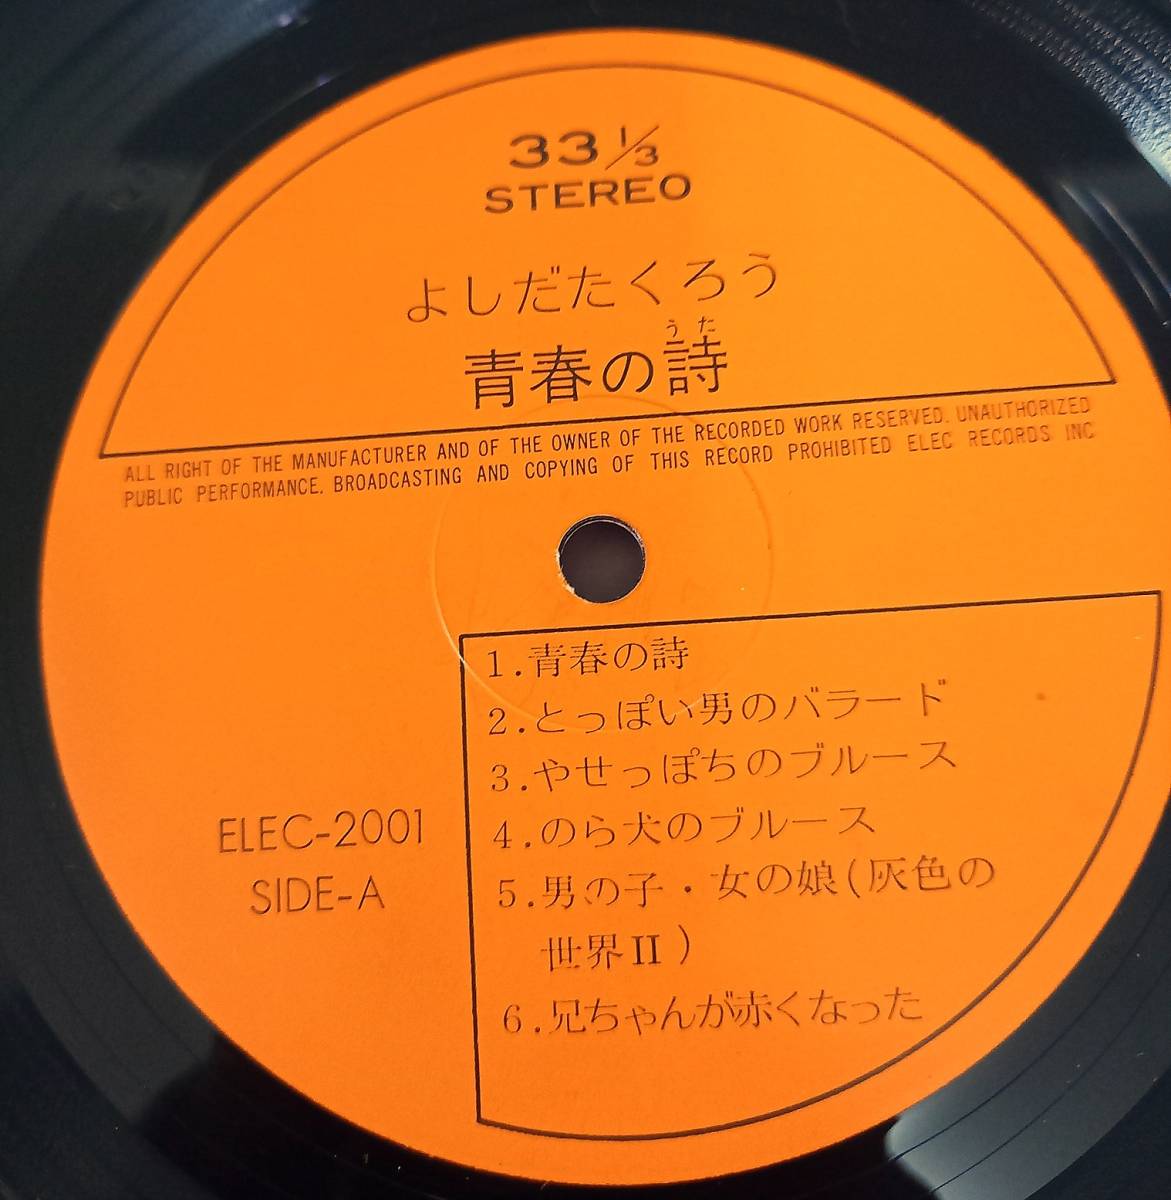 33 1/3
STEREO
よしだたくろう
うた
青春の詩
ALL RIGHT OF THE MANUFACTURER AND OF THE OWNER OF THE RECORDED WORK RESERVED. UNAUTHORIZED
PUBLIC PERFORMANCE. BROADCASTING AND COPYING OF THIS RECORD PROHIBITED ELEC RECORDS INC
ELEC-2001
SIDE-A
1.青春の詩
2.とっぽい男のバラード
3.やせっぽちのブルース
4.のら犬のブルース
5.男の子・女の娘(灰色の
世界II)
6.兄ちゃんが赤くなった